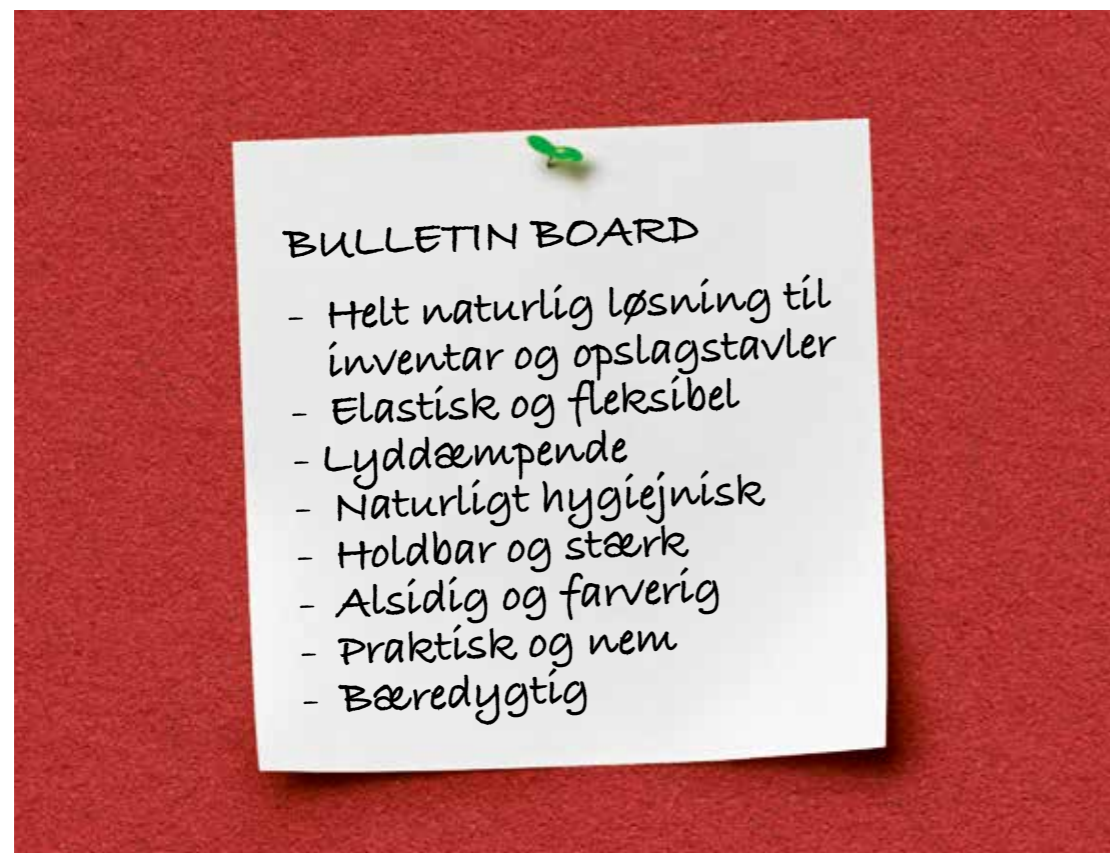 BULLETIN BOARD
- Helt naturlig løsning til
inventar og opslagstavler
- Elastisk og fleksibel
- Lyddæmpende
- Naturligt hygiejnisk
- Holdbar og stærk
- Alsidig og farverig
- Praktisk og nem
- Bæredygtig